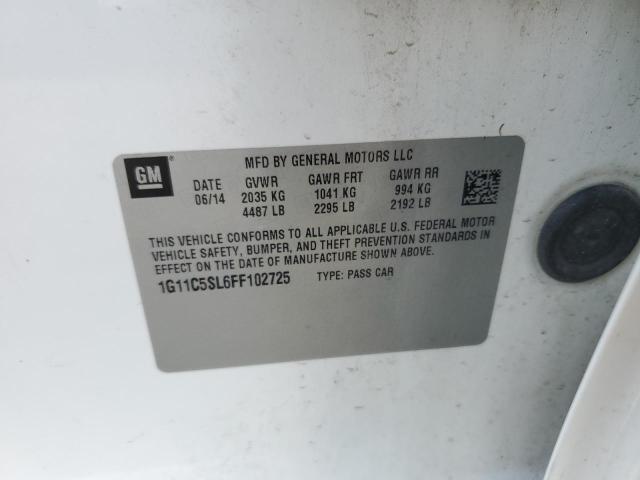 GM
MFD BY GENERAL MOTORS LLC
DATE GVWR GAWR FRT GAWR RR
06/14 2035 KG 1041 KG 994 KG
4487 LB 2295 LB 2192 LB
THIS VEHICLE CONFORMS TO ALL APPLICABLE U.S. FEDERAL MOTOR
VEHICLE SAFETY, BUMPER, AND THEFT PREVENTION STANDARDS IN
EFFECT ON THE DATE OF MANUFACTURE SHOWN ABOVE.
1G11C5SL6FF102725 TYPE: PASS CAR